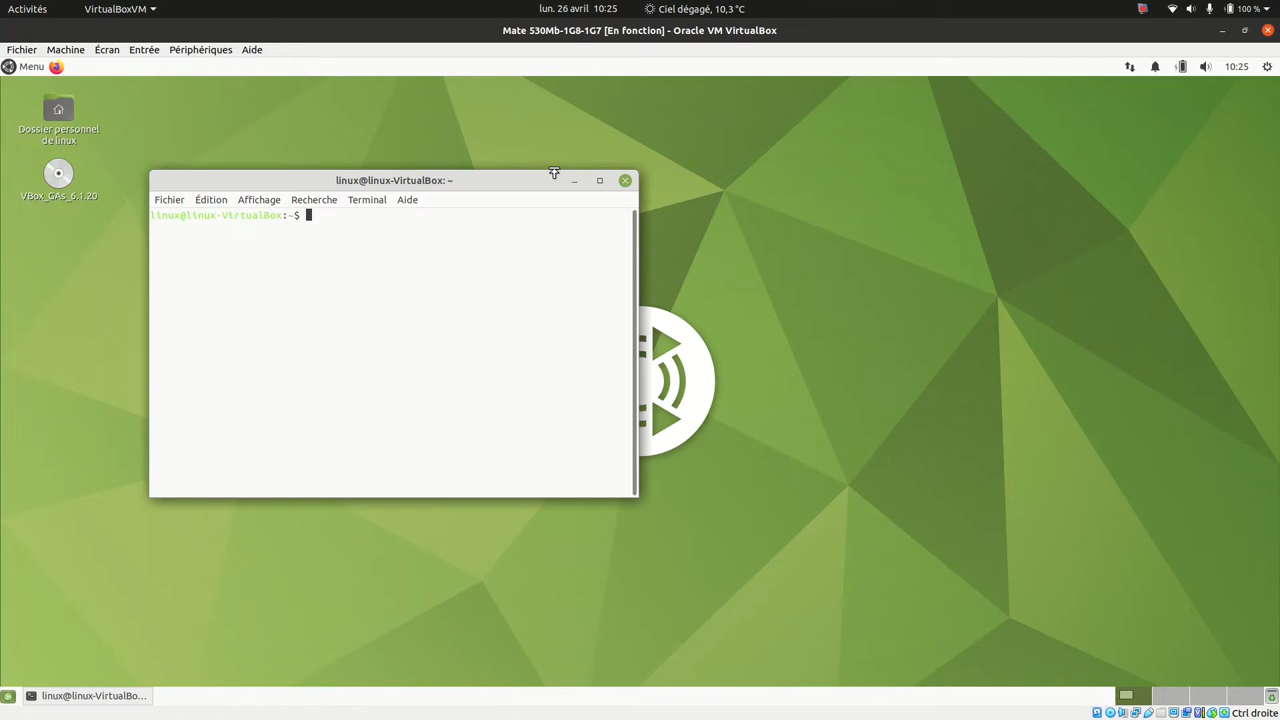 Activités VirtualBoxVM lun. 26 avril 10:25 Ciel dégagé, 10,3 °C 100 %
Mate 530Mb-1G8-1G7 [En fonction] - Oracle VM VirtualBox
Fichier Machine Écran Entrée Périphériques Aide
Menu 10:25
Dossier personnel
de linux
VBox_GAs_6.1.20
linux@linux-VirtualBox: ~
Fichier Édition Affichage Recherche Terminal Aide
linux@linux-VirtualBox:~$
linux@linux-VirtualBo...
Ctrl droite